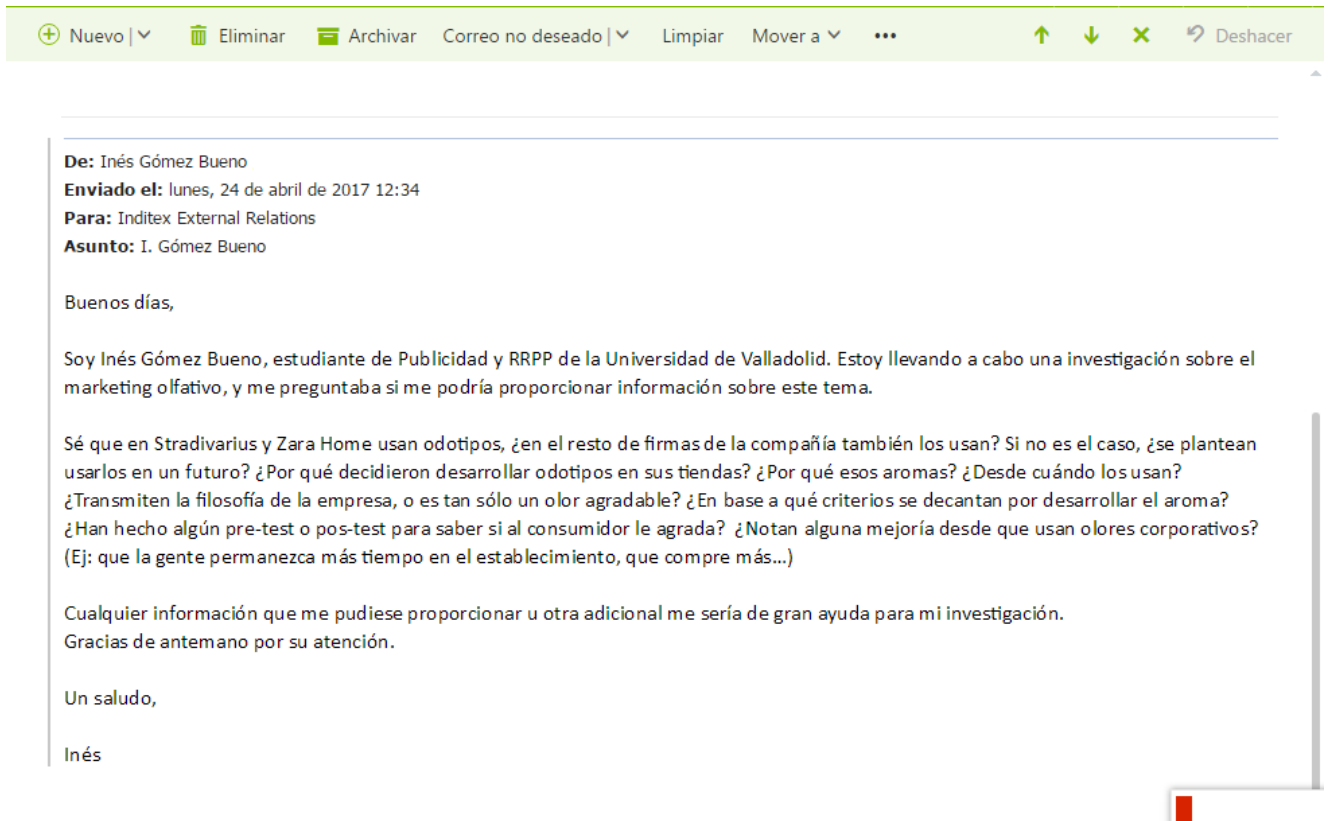 Nuevo | Eliminar Archivar Correo no deseado | Limpiar Mover a ••• Deshacer
De: Inés Gómez Bueno
Enviado el: lunes, 24 de abril de 2017 12:34
Para: Inditex External Relations
Asunto: I. Gómez Bueno
Buenos días,
Soy Inés Gómez Bueno, estudiante de Publicidad y RRPP de la Universidad de Valladolid. Estoy llevando a cabo una investigación sobre el
marketing olfativo, y me preguntaba si me podría proporcionar información sobre este tema.
Sé que en Stradivarius y Zara Home usan odotipos, ¿en el resto de firmas de la compañía también los usan? Si no es el caso, ¿se plantean
usarlos en un futuro? ¿Por qué decidieron desarrollar odotipos en sus tiendas? ¿Por qué esos aromas? ¿Desde cuándo los usan?
¿Transmiten la filosofía de la empresa, o es tan sólo un olor agradable? ¿En base a qué criterios se decantan por desarrollar el aroma?
¿Han hecho algún pre-test o pos-test para saber si al consumidor le agrada? ¿Notan alguna mejoría desde que usan olores corporativos?
(Ej: que la gente permanezca más tiempo en el establecimiento, que compre más…)
Cualquier información que me pudiese proporcionar u otra adicional me sería de gran ayuda para mi investigación.
Gracias de antemano por su atención.
Un saludo,
Inés